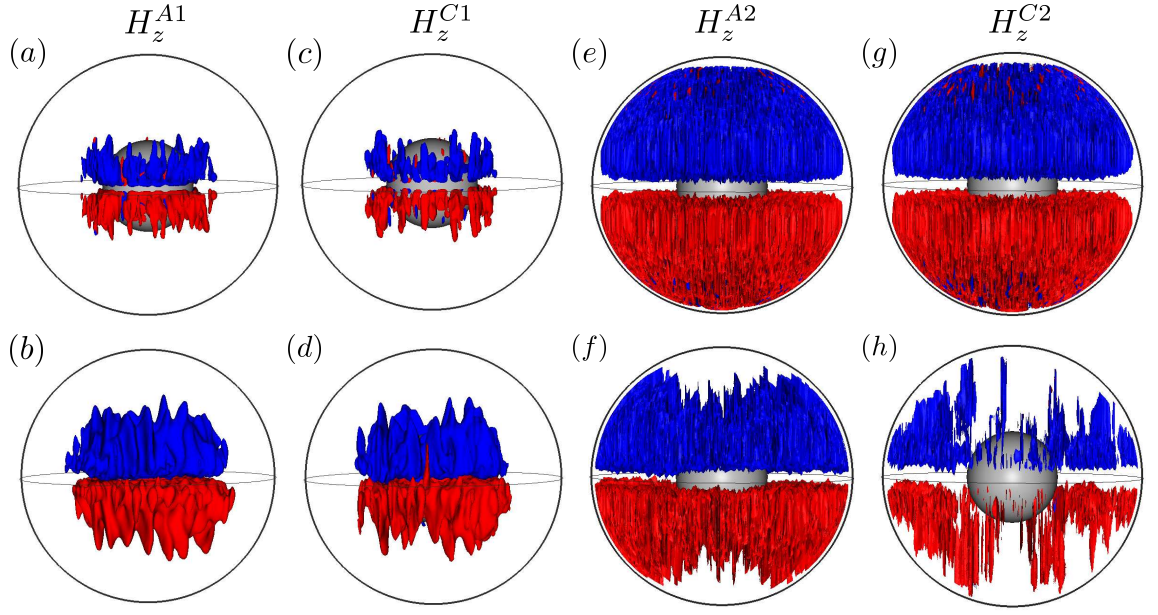 $H_z^{A1}$ $H_z^{C1}$ $H_z^{A2}$ $H_z^{C2}$
(a) (c) (e) (g)
(b) (d) (f) (h)